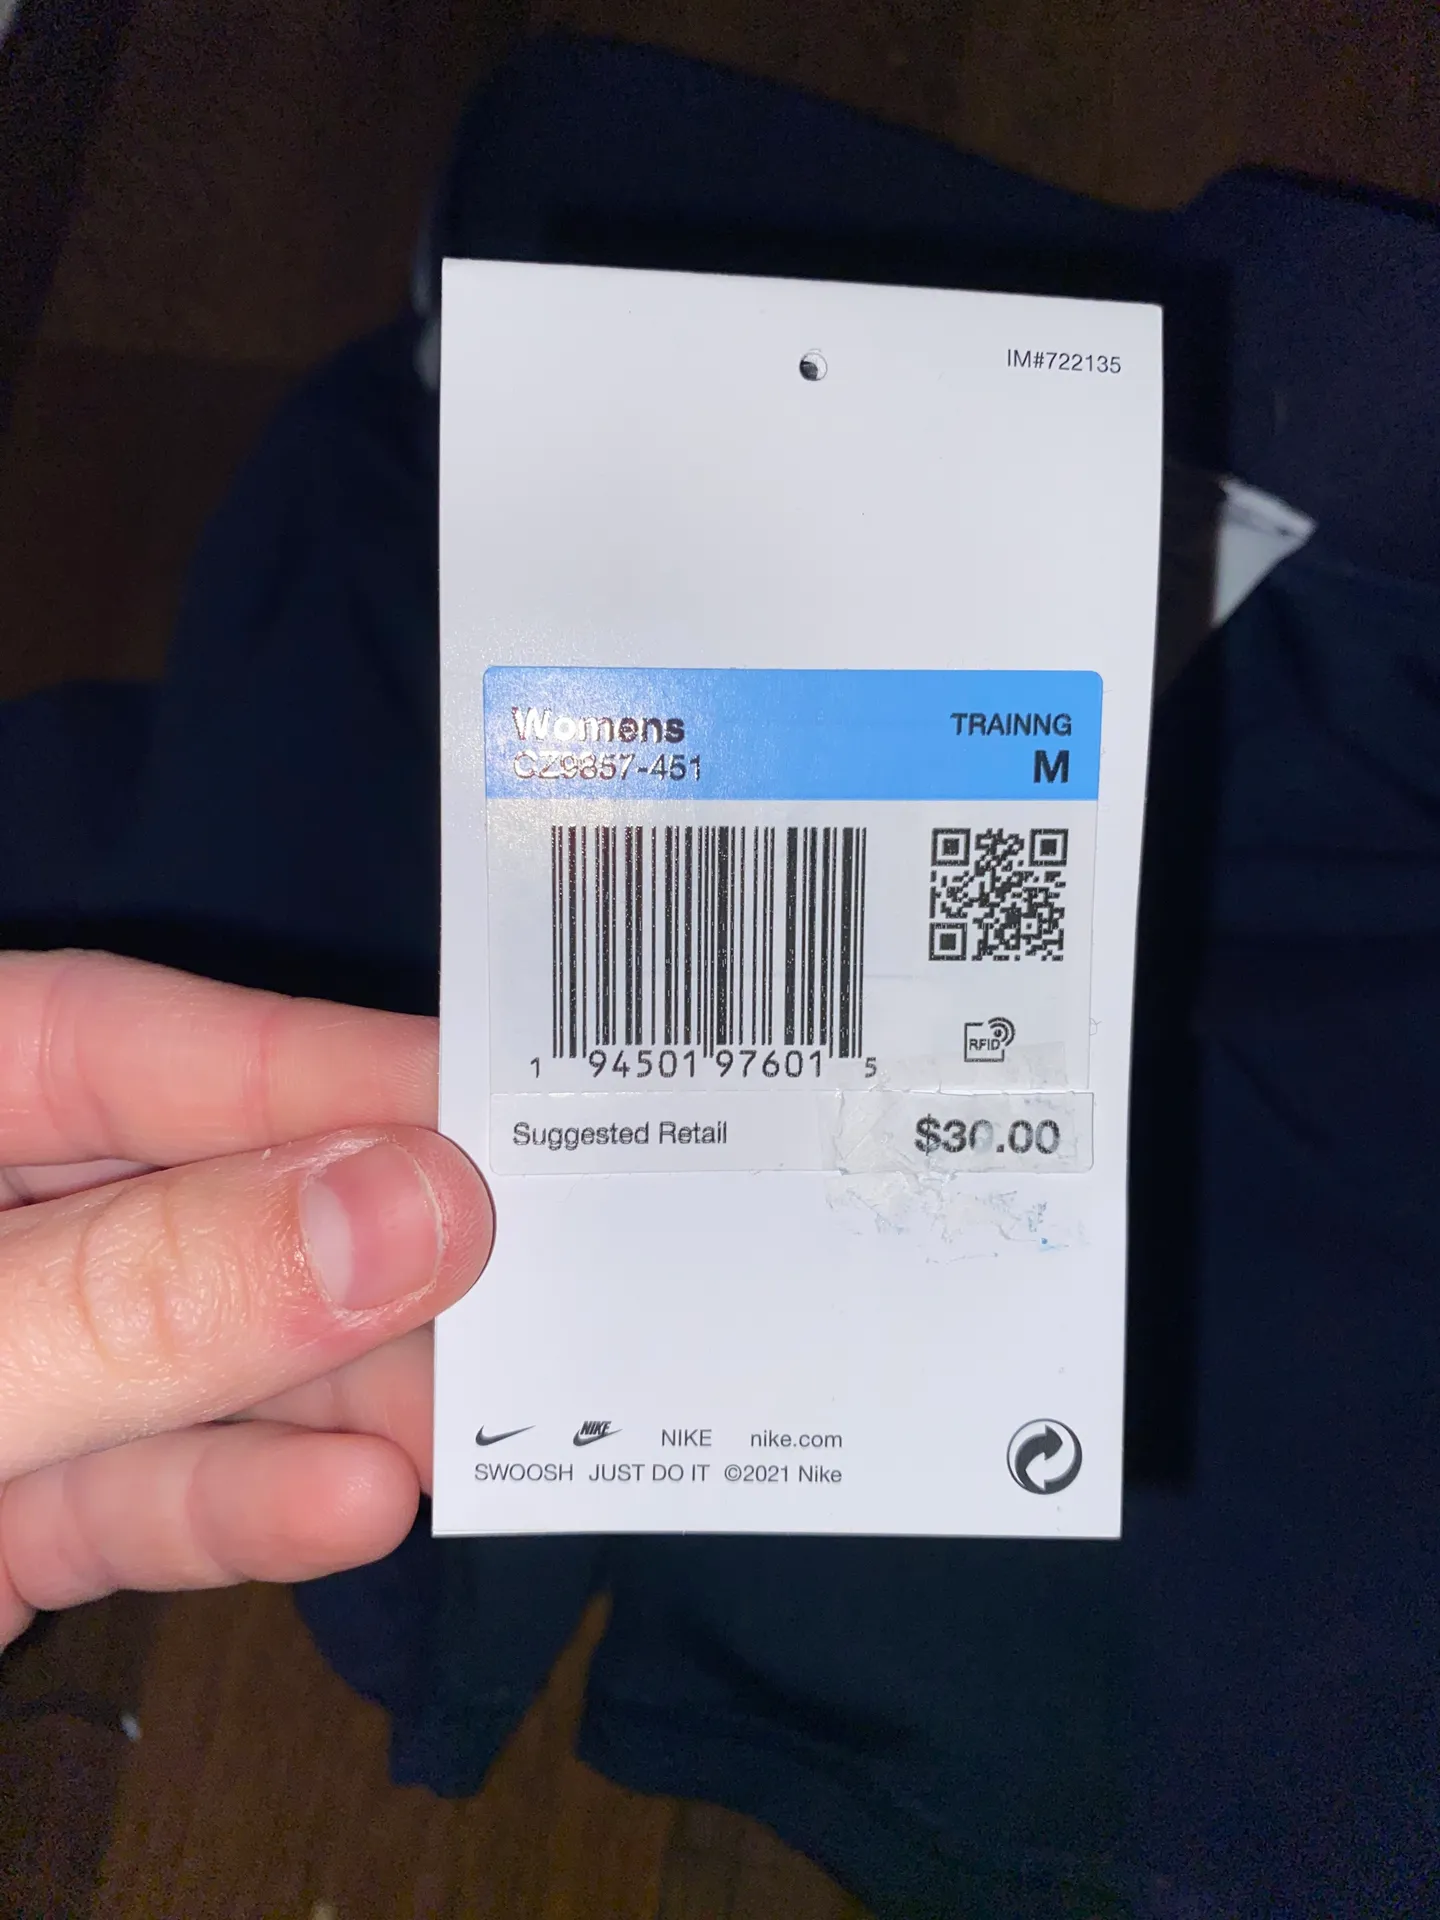 IM#722135
Womens TRAINNG
CZ9857-451 M
1 94501 97601 5
RFID
Suggested Retail $30.00
NIKE NIKE nike.com
SWOOSH JUST DO IT ©2021 Nike